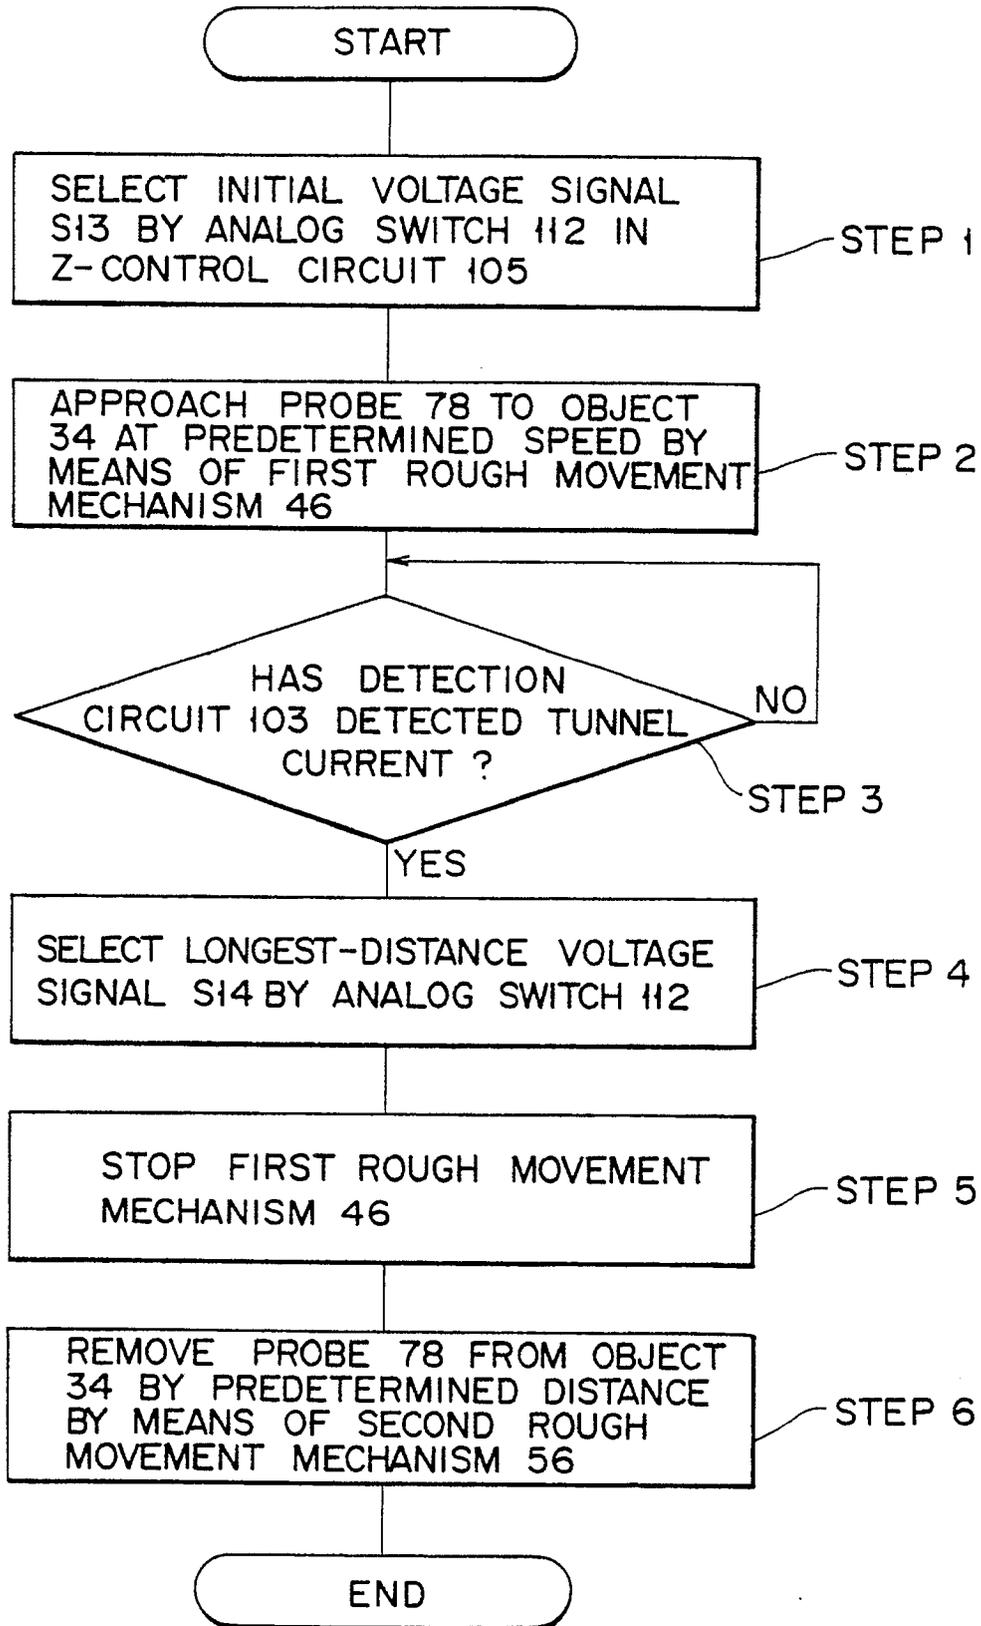 START
SELECT INITIAL VOLTAGE SIGNAL
S13 BY ANALOG SWITCH 112 IN
Z-CONTROL CIRCUIT 105
STEP 1
APPROACH PROBE 78 TO OBJECT
34 AT PREDETERMINED SPEED BY
MEANS OF FIRST ROUGH MOVEMENT
MECHANISM 46
STEP 2
HAS DETECTION
CIRCUIT 103 DETECTED TUNNEL
CURRENT ?
NO
STEP 3
YES
SELECT LONGEST-DISTANCE VOLTAGE
SIGNAL S14 BY ANALOG SWITCH 112
STEP 4
STOP FIRST ROUGH MOVEMENT
MECHANISM 46
STEP 5
REMOVE PROBE 78 FROM OBJECT
34 BY PREDETERMINED DISTANCE
BY MEANS OF SECOND ROUGH
MOVEMENT MECHANISM 56
STEP 6
END